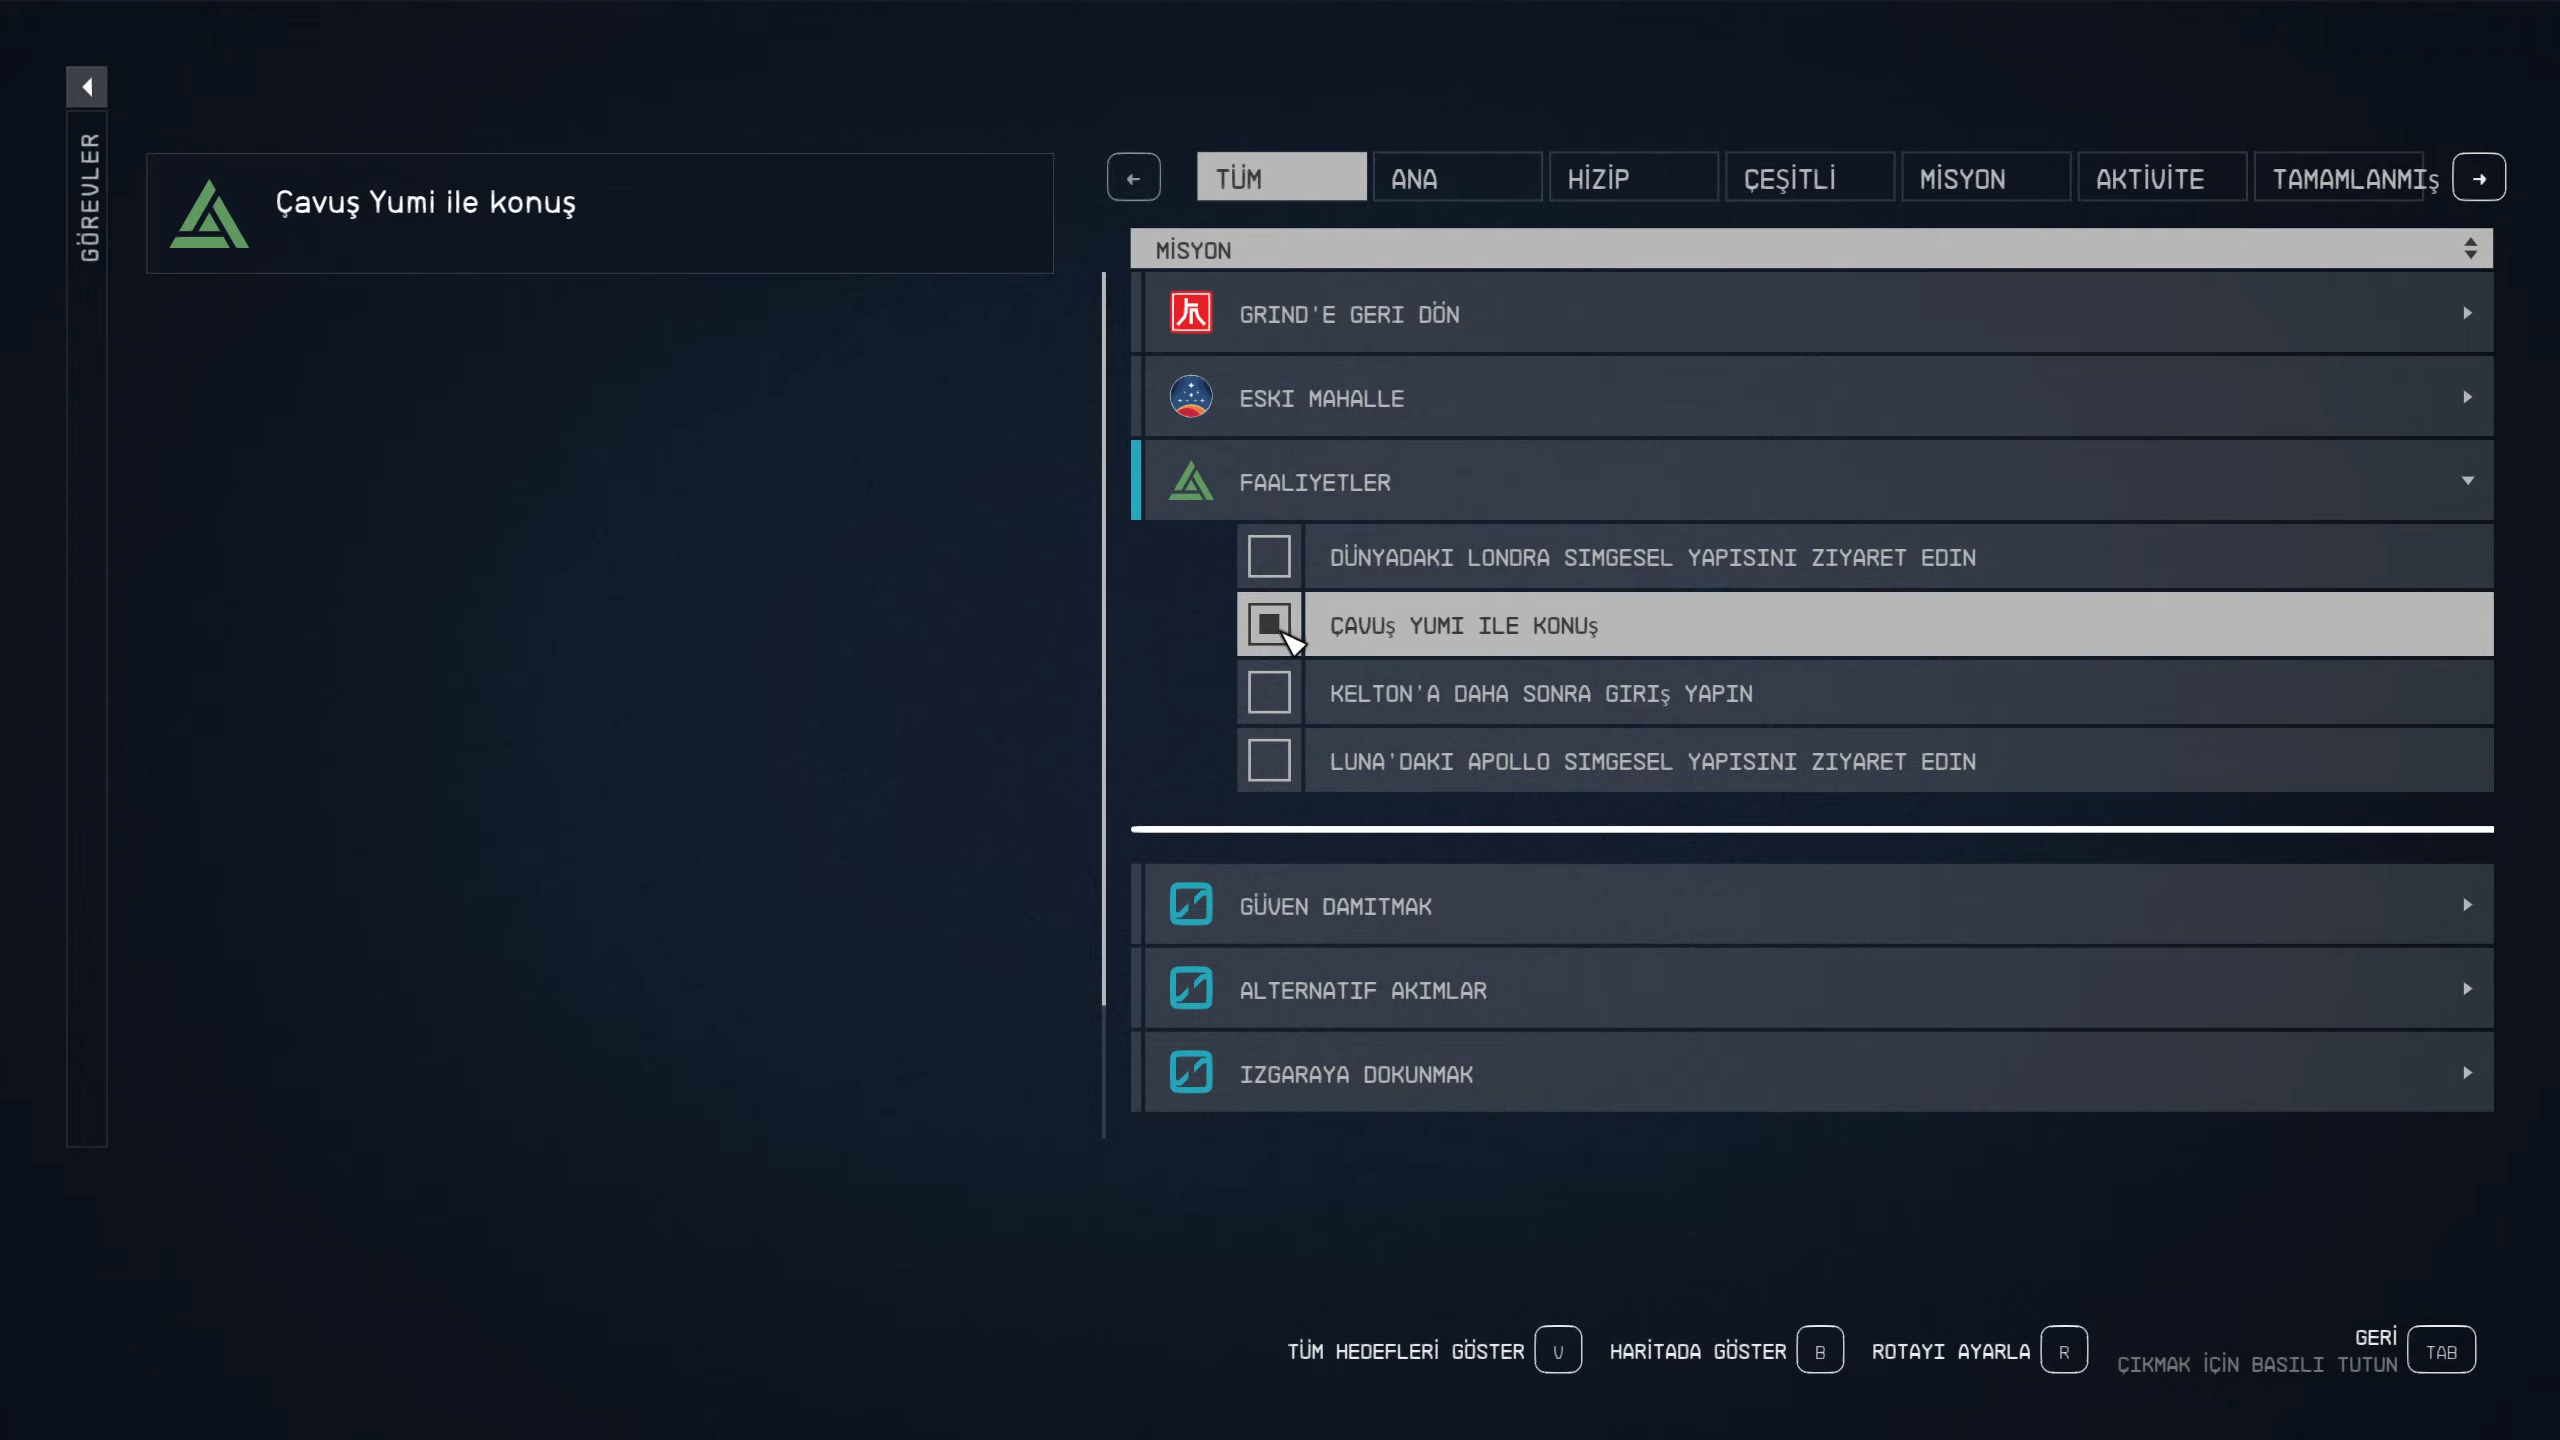 GÖREVLER
Çavuş Yumi ile konuş
TÜM
ANA
HİZİP
ÇEŞİTLİ
MİSYON
AKTİVİTE
TAMAMLANMIş
MİSYON
GRIND'E GERI DÖN
ESKI MAHALLE
FAALIYETLER
DÜNYADAKI LONDRA SIMGESEL YAPISINI ZIYARET EDIN
ÇAVUş YUMI ILE KONUş
KELTON'A DAHA SONRA GIRIş YAPIN
LUNA'DAKI APOLLO SIMGESEL YAPISINI ZIYARET EDIN
GÜVEN DAMITMAK
ALTERNATIF AKIMLAR
IZGARAYA DOKUNMAK
TÜM HEDEFLERİ GÖSTER V
HARİTADA GÖSTER B
ROTAYI AYARLA R
GERİ
ÇIKMAK İÇİN BASILI TUTUN
TAB